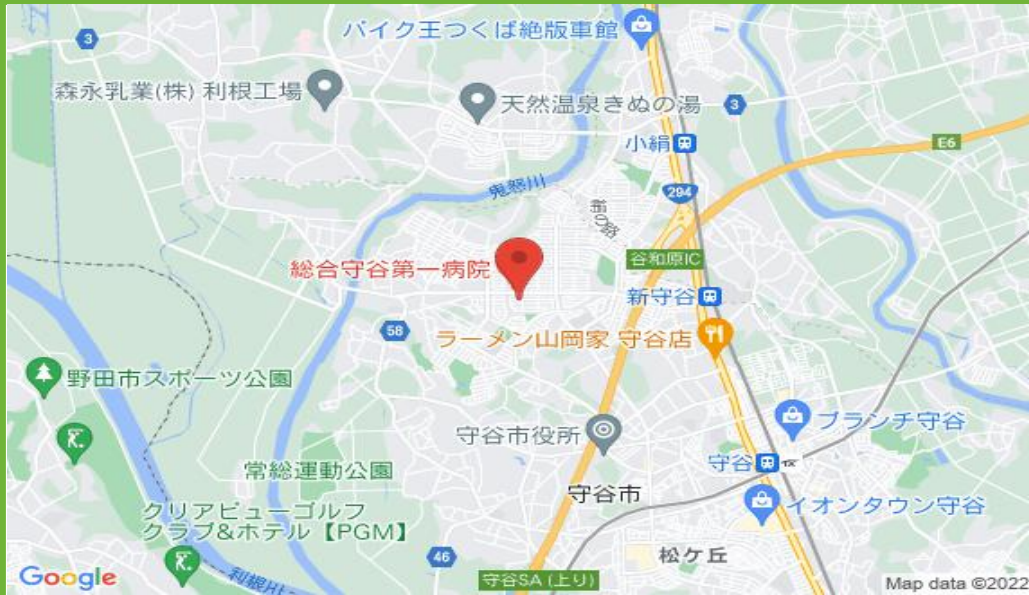 バイク王つくば絶版車館
3
森永乳業(株) 利根工場
天然温泉きぬの湯
3
小絹
E6
鬼怒川
294
総合守谷第一病院
谷和原IC
新守谷
58
ラーメン山岡家 守谷店
野田市スポーツ公園
ブランチ守谷
守谷市役所
守谷
常総運動公園
守谷市
イオンタウン守谷
クリアビューゴルフ
クラブ&ホテル【PGM】
46
松ケ丘
Google
守谷SA (上り)
Map data ©2022